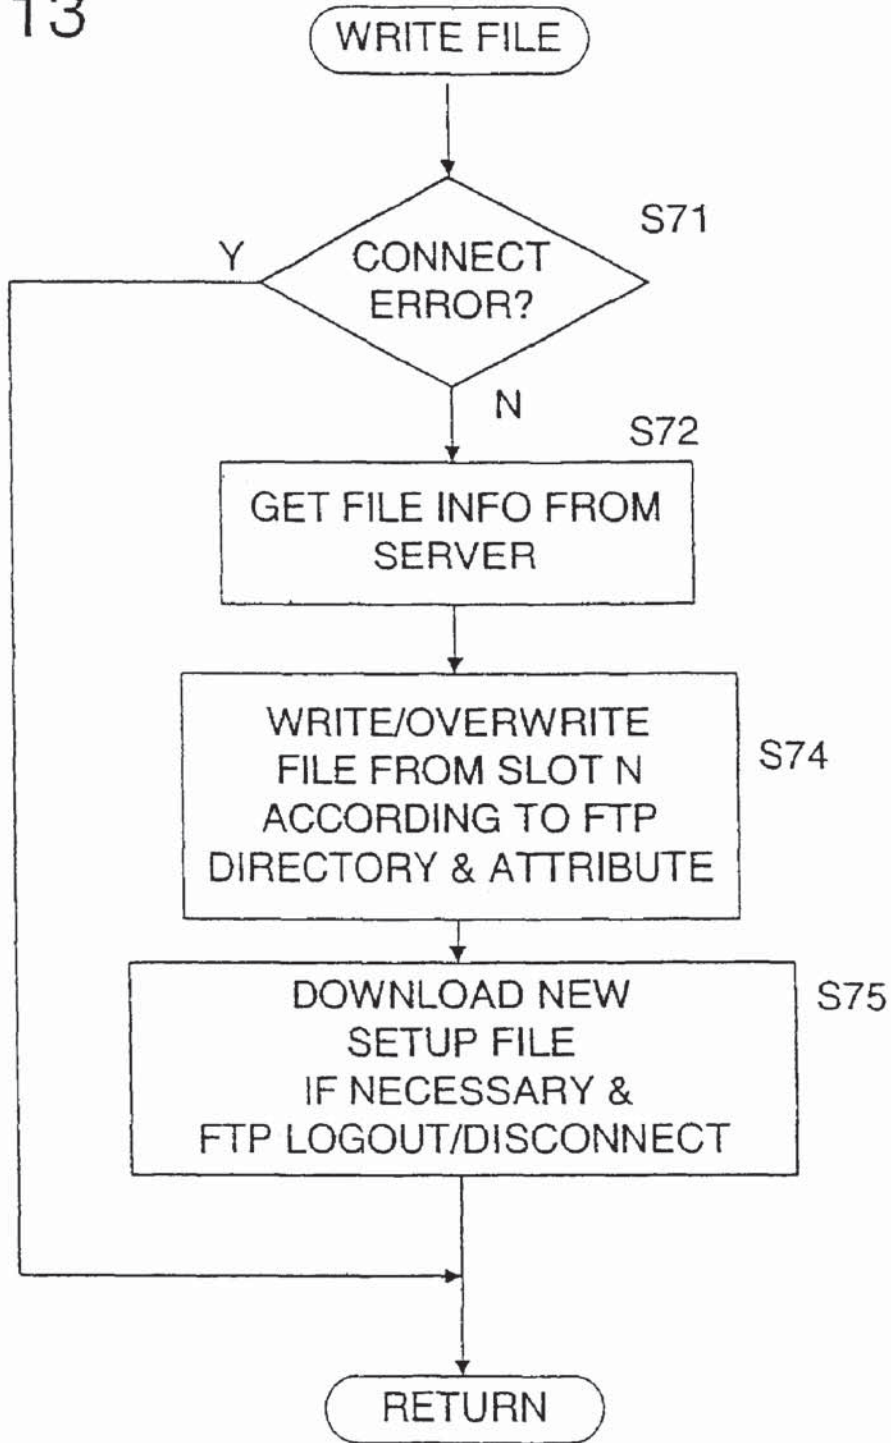 13
WRITE FILE
S71
Y
CONNECT
ERROR?
N
S72
GET FILE INFO FROM
SERVER
WRITE/OVERWRITE
FILE FROM SLOT N
ACCORDING TO FTP
DIRECTORY & ATTRIBUTE
S74
DOWNLOAD NEW
SETUP FILE
IF NECESSARY &
FTP LOGOUT/DISCONNECT
S75
RETURN